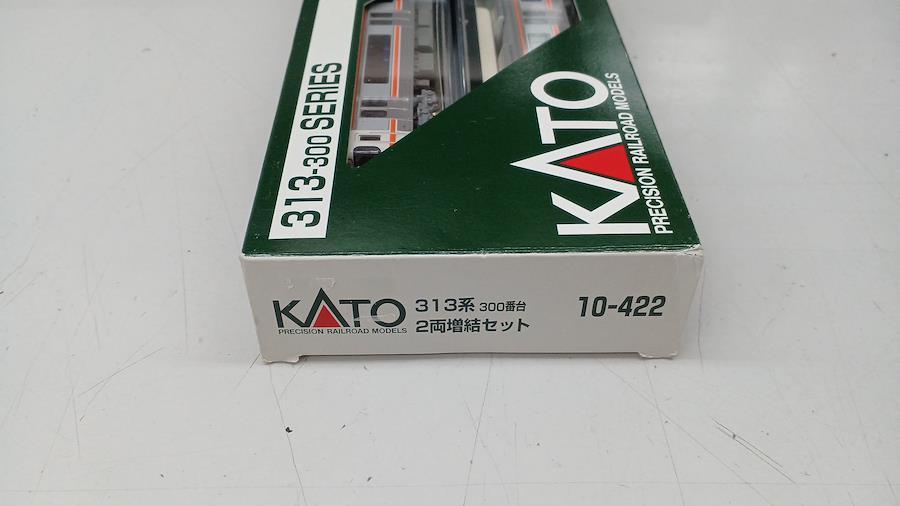 313-300 SERIES
KATO
PRECISION RAILROAD MODELS
KATO
PRECISION RAILROAD MODELS
313系 300番台
2両増結セット
10-422